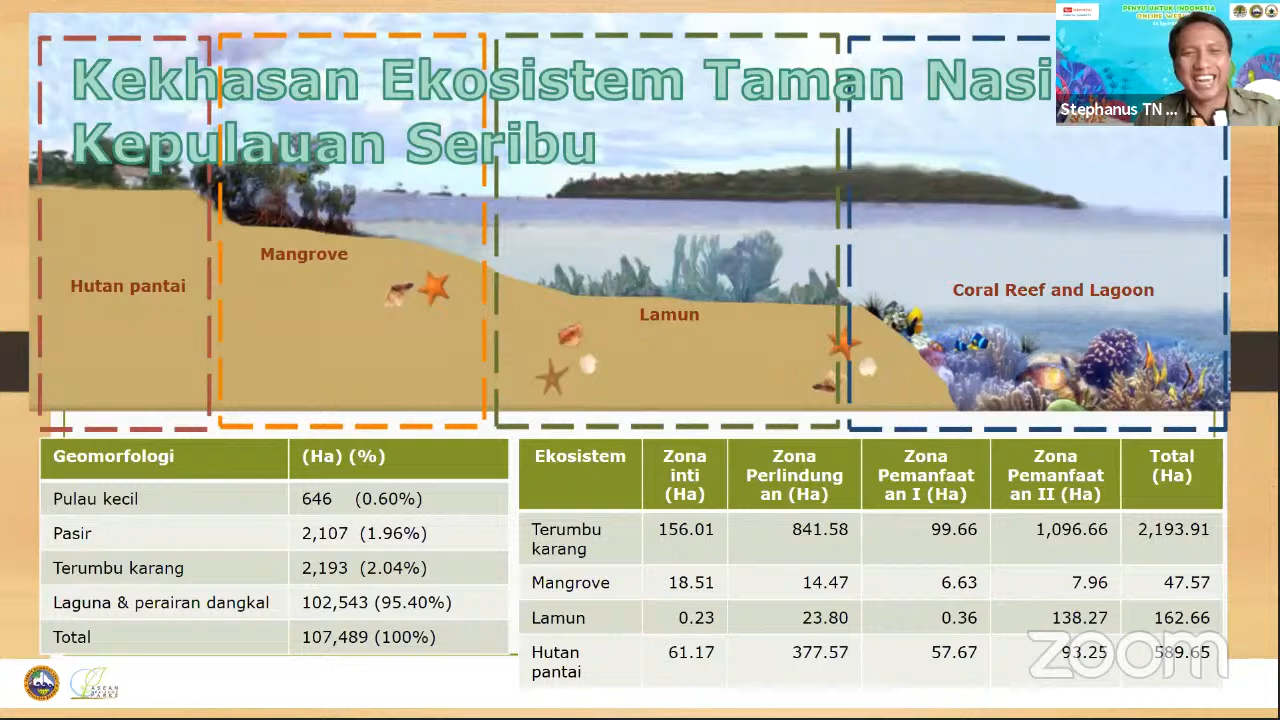 PENYU UNTUK INDONESIA
Stephanus TN ...
Kekhasan Ekosistem Taman Nasi
Kepulauan Seribu
Hutan pantai
Mangrove
Lamun
Coral Reef and Lagoon
Geomorfologi (Ha) (%)
Pulau kecil 646 (0.60%)
Pasir 2,107 (1.96%)
Terumbu karang 2,193 (2.04%)
Laguna & perairan dangkal 102,543 (95.40%)
Total 107,489 (100%)
Ekosistem Zona inti (Ha) Zona Perlindungan (Ha) Zona Pemanfaatan I (Ha) Zona Pemanfaatan II (Ha) Total (Ha)
Terumbu karang 156.01 841.58 99.66 1,096.66 2,193.91
Mangrove 18.51 14.47 6.63 7.96 47.57
Lamun 0.23 23.80 0.36 138.27 162.66
Hutan pantai 61.17 377.57 57.67 93.25 589.65
zoom